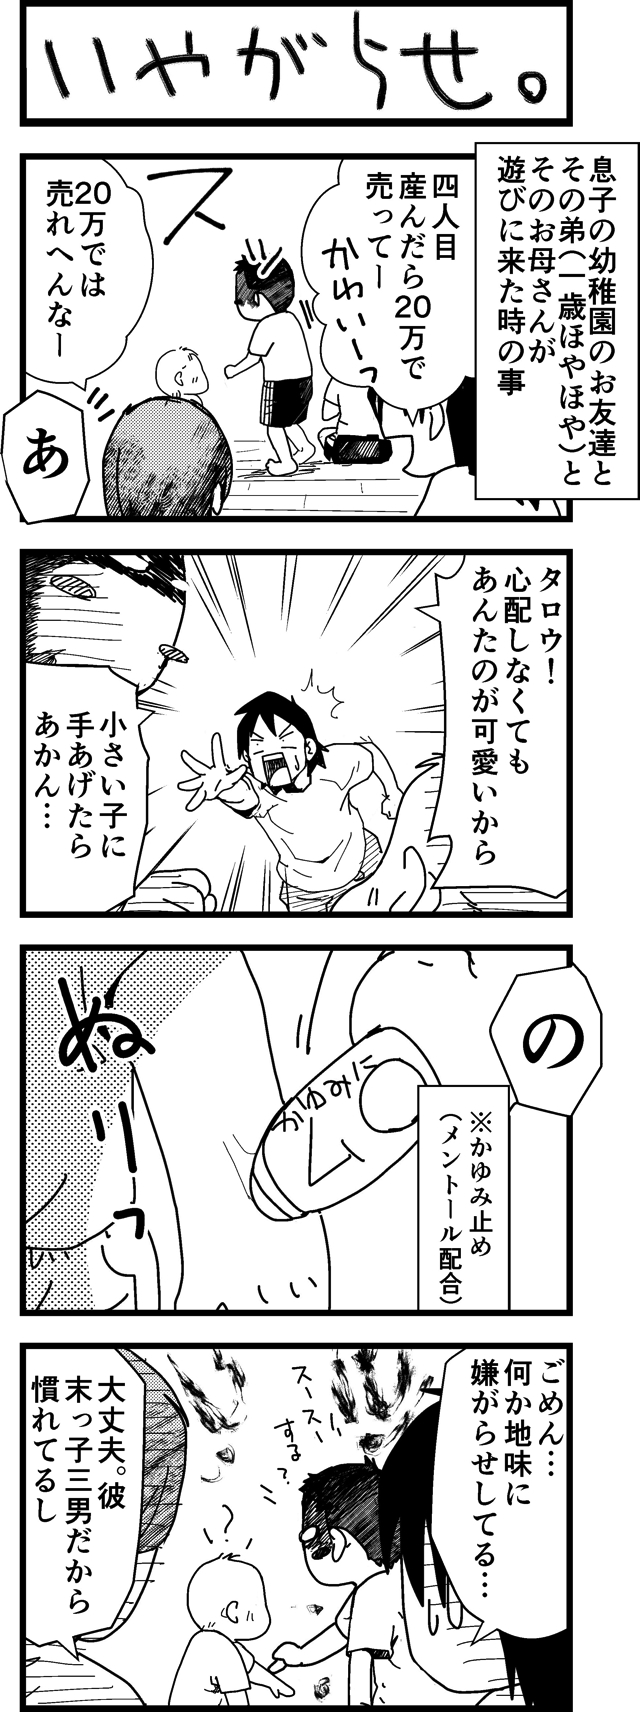 いやがらせ。
息子の幼稚園のお友達と
その弟(一歳ほやほや)と
そのお母さんが
遊びに来た時の事
四人目
産んだら20万で
売ってー
かわいーっ
ス
20万では
売れへんなー
あ
タロウ!
心配しなくても
あんたのが可愛いから
小さい子に
手あげたら
あかん…
の
かゆみに
※かゆみ止め
(メントール配合)
ぬりっ
ごめん…
何か地味に
嫌がらせしてる…
スースー
する?
?
大丈夫。彼
末っ子三男だから
慣れてるし